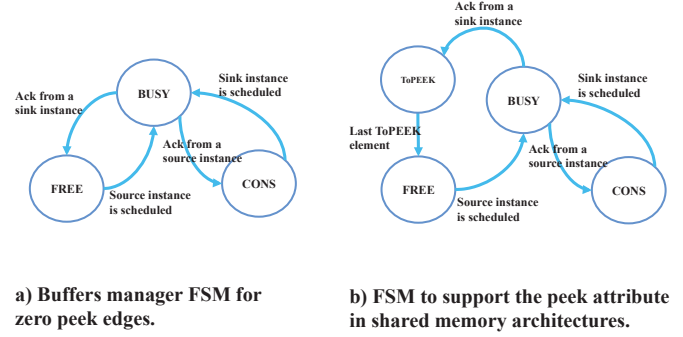 BUSY
Ack from a
sink instance
Sink instance
is scheduled
Ack from a
source instance
FREE
CONS
Source instance
is scheduled
a) Buffers manager FSM for
zero peek edges.
Ack from a
sink instance
ToPEEK
BUSY
Sink instance
is scheduled
Last ToPEEK
element
Ack from a
source instance
FREE
CONS
Source instance
is scheduled
b) FSM to support the peek attribute
in shared memory architectures.